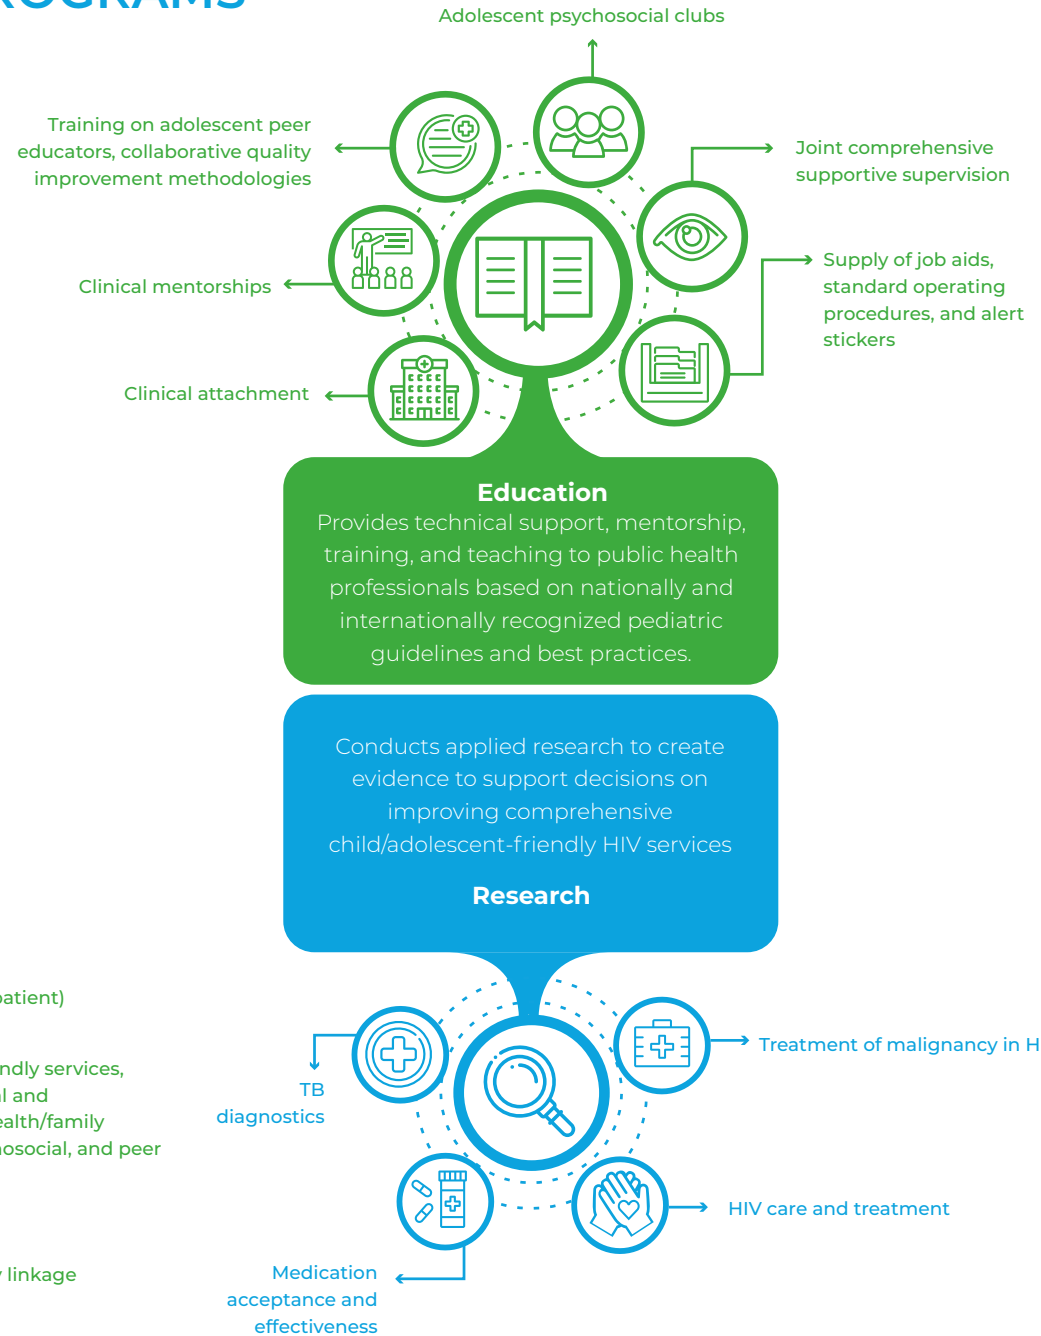 PROGRAMS
Adolescent psychosocial clubs
Training on adolescent peer
educators, collaborative quality
improvement methodologies
Joint comprehensive
supportive supervision
Clinical mentorships
Supply of job aids,
standard operating
procedures, and alert
stickers
Clinical attachment
Education
Provides technical support, mentorship,
training, and teaching to public health
professionals based on nationally and
internationally recognized pediatric
guidelines and best practices.
Conducts applied research to create
evidence to support decisions on
improving comprehensive
child/adolescent-friendly HIV services
Research
patient)
ndly services,
l and
ealth/family
osocial, and peer
linkage
TB
diagnostics
Treatment of malignancy in H
HIV care and treatment
Medication
acceptance and
effectiveness